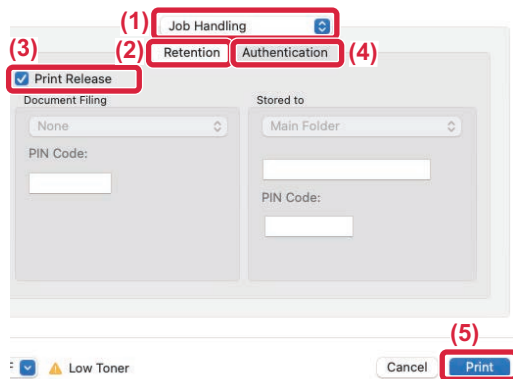 (1) Job Handling
(3) (2) Retention Authentication (4)
Print Release
Document Filing Stored to
None Main Folder
PIN Code:
PIN Code:
(5)
F Low Toner Cancel Print